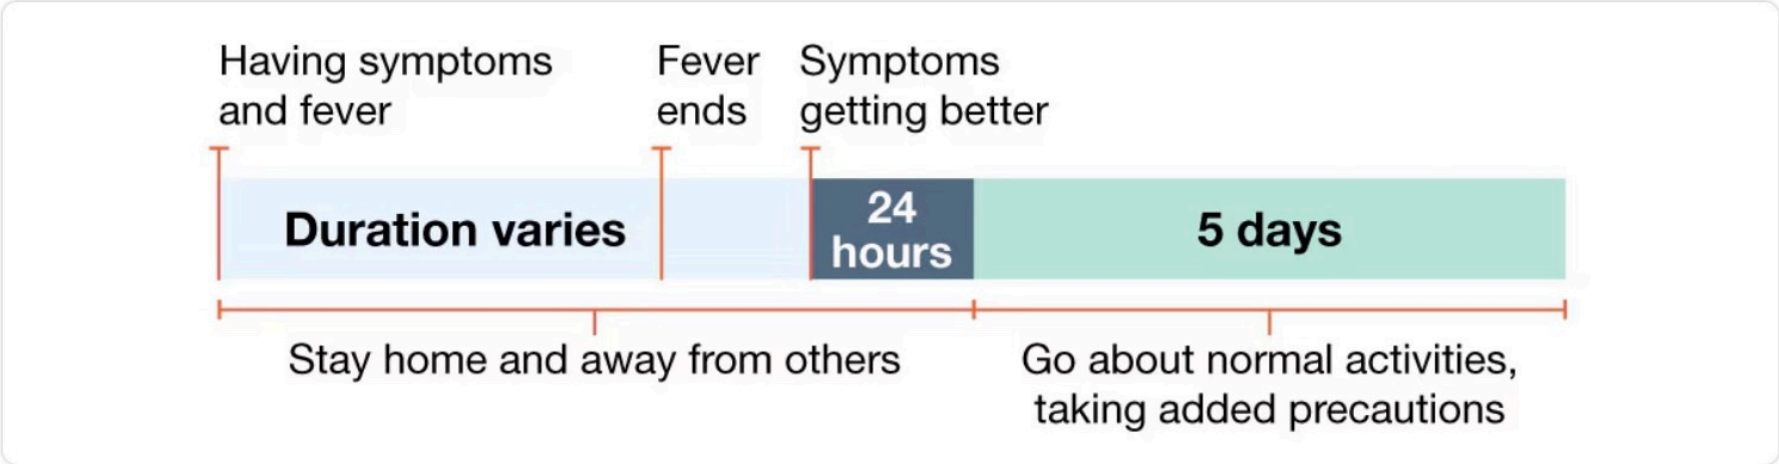 Having symptoms
and fever
Fever
ends
Symptoms
getting better
Duration varies
24
hours
5 days
Stay home and away from others
Go about normal activities,
taking added precautions